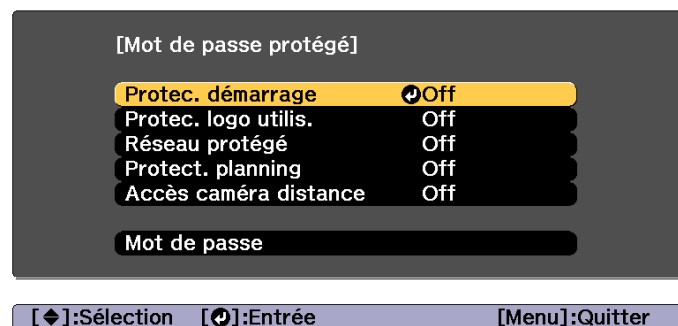 [Mot de passe protégé]
Protec. démarrage Off
Protec. logo utilis. Off
Réseau protégé Off
Protect. planning Off
Accès caméra distance Off
Mot de passe
[ ]:Sélection [ ]:Entrée [Menu]:Quitter